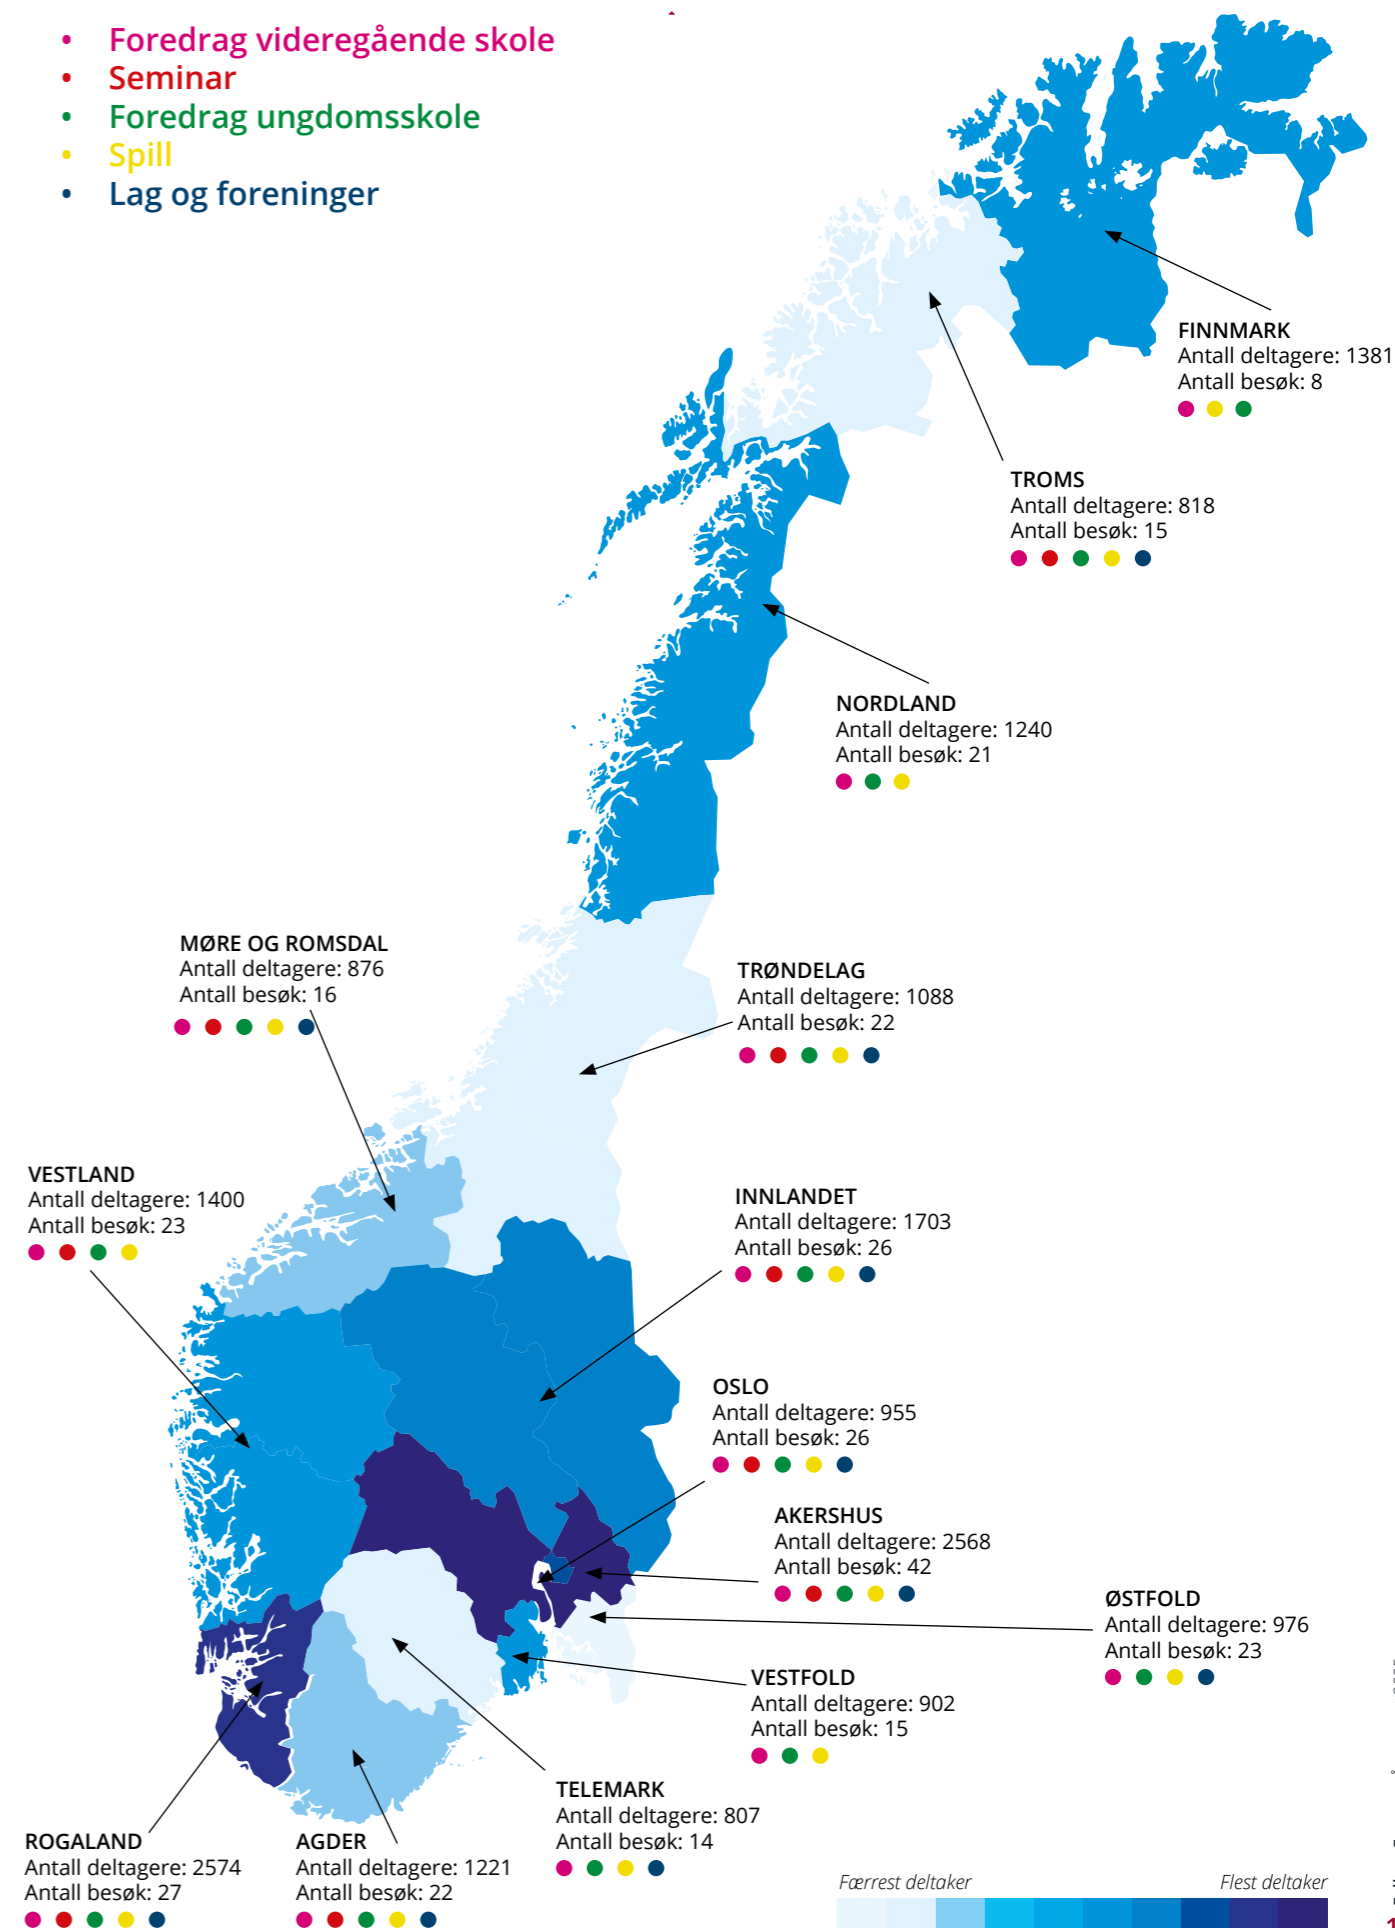 • Foredrag videregående skole
• Seminar
• Foredrag ungdomsskole
• Spill
• Lag og foreninger
FINNMARK
Antall deltagere: 1381
Antall besøk: 8
TROMS
Antall deltagere: 818
Antall besøk: 15
NORDLAND
Antall deltagere: 1240
Antall besøk: 21
MØRE OG ROMSDAL
Antall deltagere: 876
Antall besøk: 16
TRØNDELAG
Antall deltagere: 1088
Antall besøk: 22
VESTLAND
Antall deltagere: 1400
Antall besøk: 23
INNLANDET
Antall deltagere: 1703
Antall besøk: 26
OSLO
Antall deltagere: 955
Antall besøk: 26
AKERSHUS
Antall deltagere: 2568
Antall besøk: 42
ØSTFOLD
Antall deltagere: 976
Antall besøk: 23
VESTFOLD
Antall deltagere: 902
Antall besøk: 15
TELEMARK
Antall deltagere: 807
Antall besøk: 14
ROGALAND
Antall deltagere: 2574
Antall besøk: 27
AGDER
Antall deltagere: 1221
Antall besøk: 22
Færrest deltaker
Flest deltaker